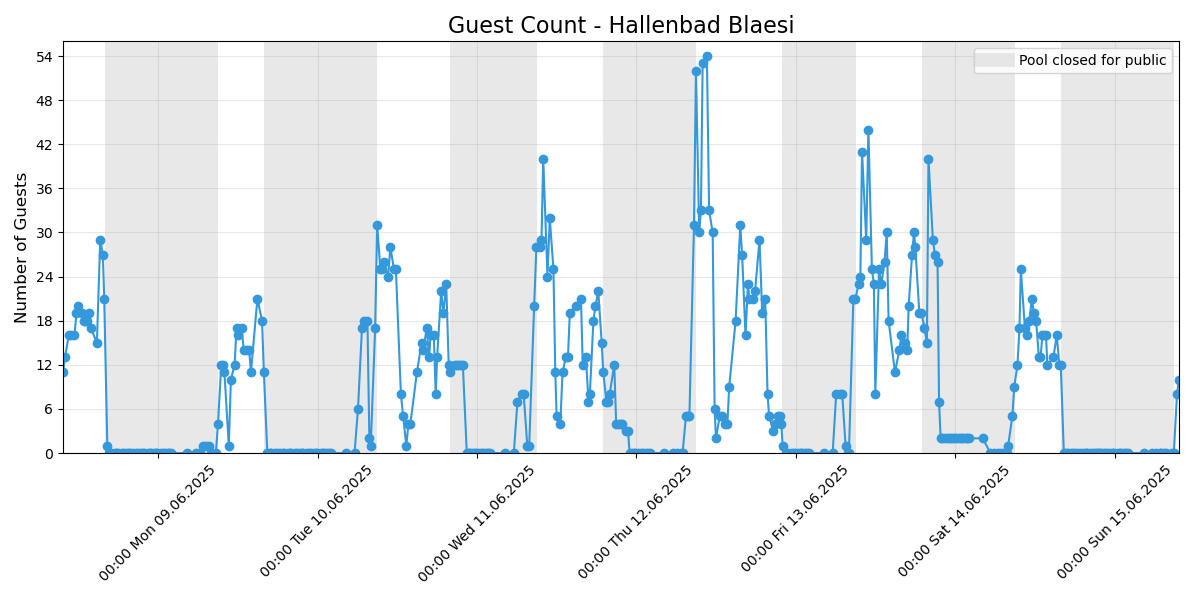 Guest Count - Hallenbad Blaesi
Pool closed for public
Number of Guests
54
48
42
36
30
24
18
12
6
0
00:00 Mon 09.06.2025
00:00 Tue 10.06.2025
00:00 Wed 11.06.2025
00:00 Thu 12.06.2025
00:00 Fri 13.06.2025
00:00 Sat 14.06.2025
00:00 Sun 15.06.2025